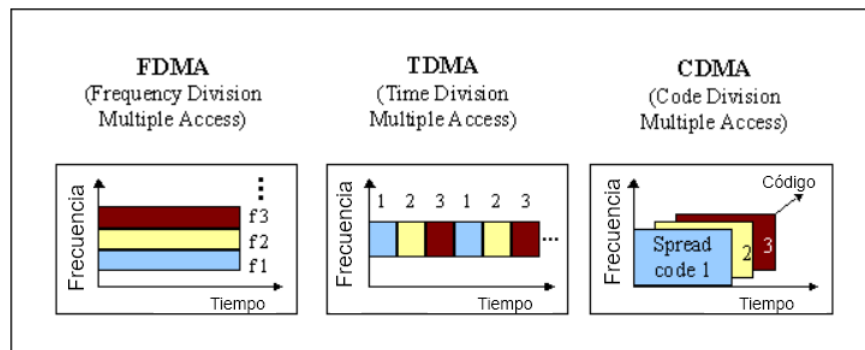 FDMA
(Frequency Division
Multiple Access)
Frecuencia
f3
f2
f1
Tiempo
TDMA
(Time Division
Multiple Access)
Frecuencia
1 2 3 1 2 3
...
Tiempo
CDMA
(Code Division
Multiple Access)
Código
Frecuencia
Spread
code 1
2
3
Tiempo